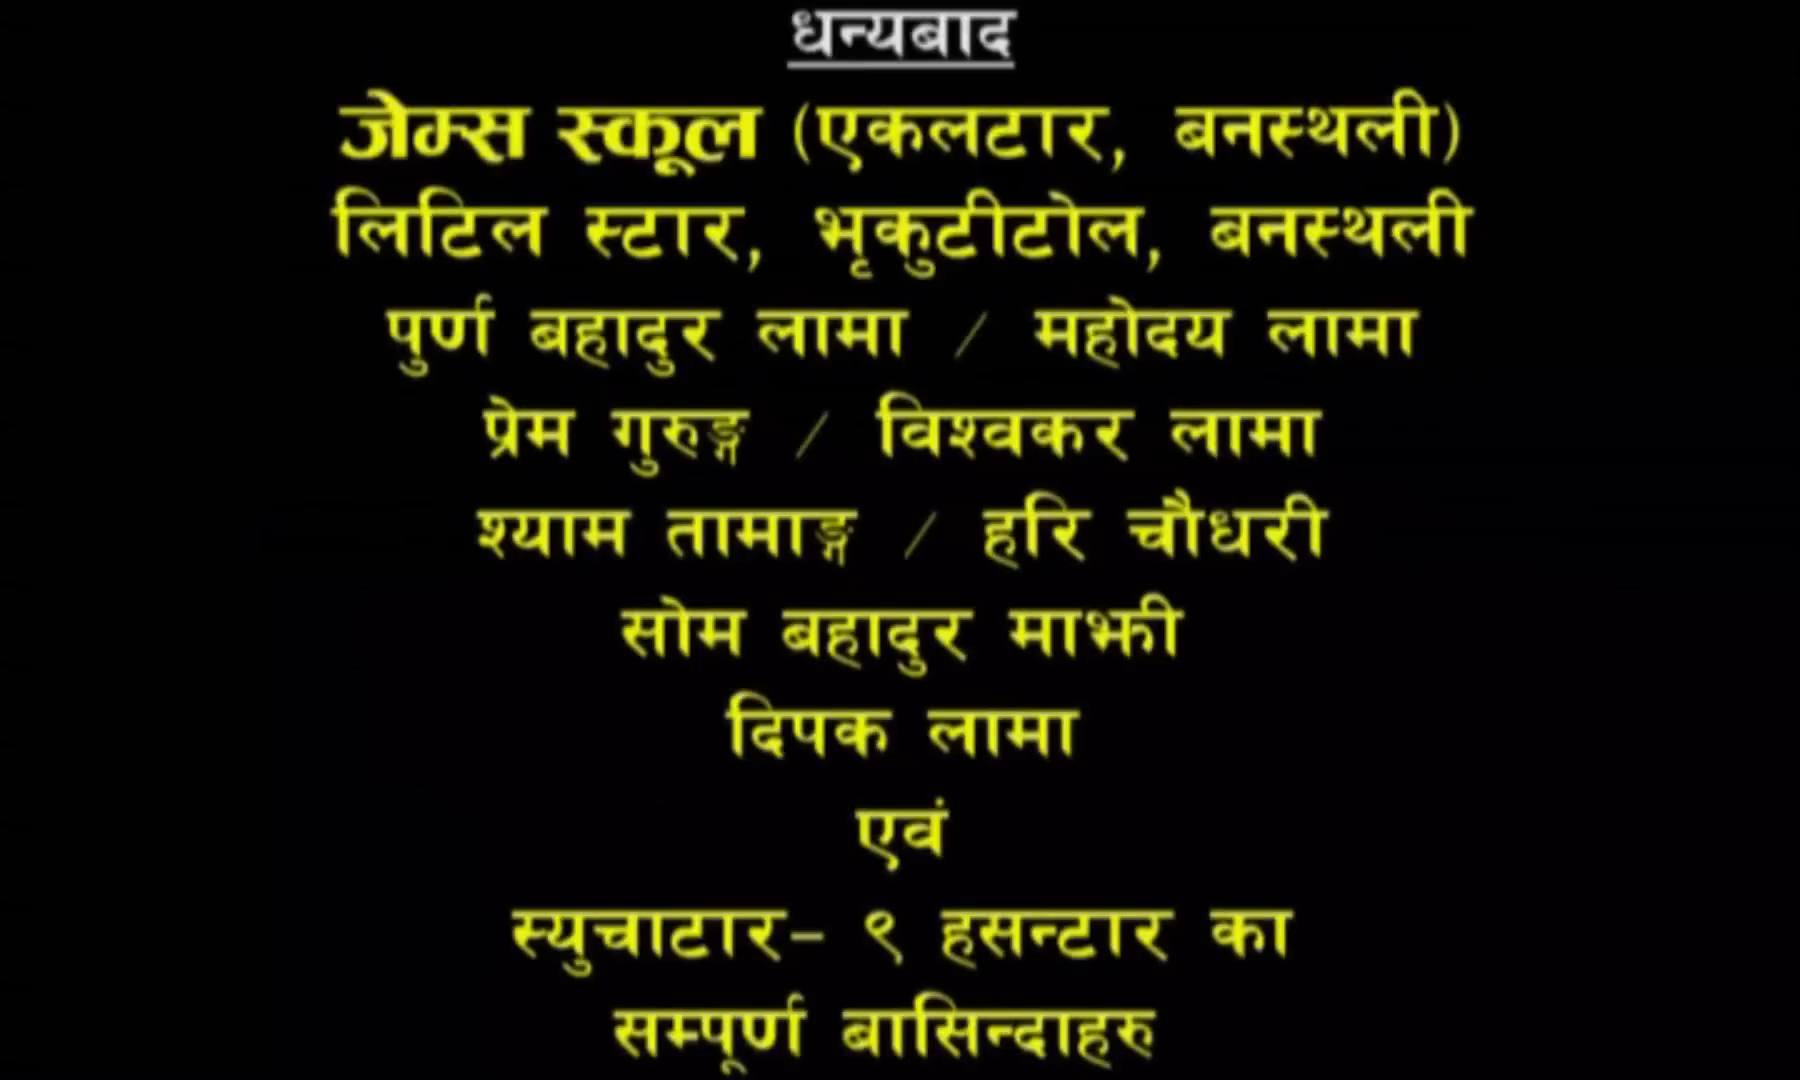 धन्यबाद
जेम्स स्कूल (एकलटार, बनस्थली)
लिटिल स्टार, भृकुटीटोल, बनस्थली
पुर्ण बहादुर लामा / महोदय लामा
प्रेम गुरुङ्ग / विश्वकर लामा
श्याम तामाङ्ग / हरि चौधरी
सोम बहादुर माझी
दिपक लामा
एवं
स्युचाटार- ९ हसन्टार का
सम्पूर्ण बासिन्दाहरु